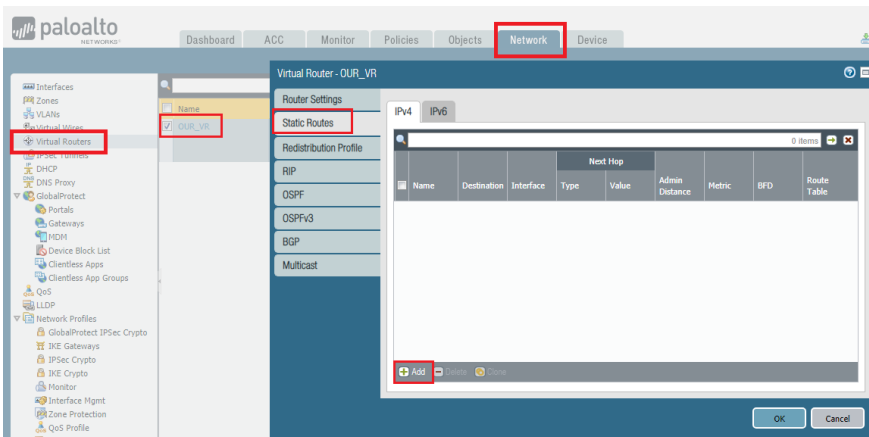 paloalto
NETWORKS
Dashboard ACC Monitor Policies Objects Network Device
Interfaces
Zones
VLANs
Virtual Wires
Virtual Routers
IPSec Tunnels
DHCP
DNS Proxy
GlobalProtect
Portals
Gateways
MDM
Device Block List
Clientless Apps
Clientless App Groups
QoS
LLDP
Network Profiles
GlobalProtect IPSec Crypto
IKE Gateways
IPSec Crypto
IKE Crypto
Monitor
Interface Mgmt
Zone Protection
QoS Profile
Name
OUR_VR
Virtual Router - OUR_VR
Router Settings
Static Routes
Redistribution Profile
RIP
OSPF
OSPFv3
BGP
Multicast
IPv4 IPv6
0 items
Next Hop
Name Destination Interface Type Value Admin Distance Metric BFD Route Table
Add Delete Clone
OK Cancel